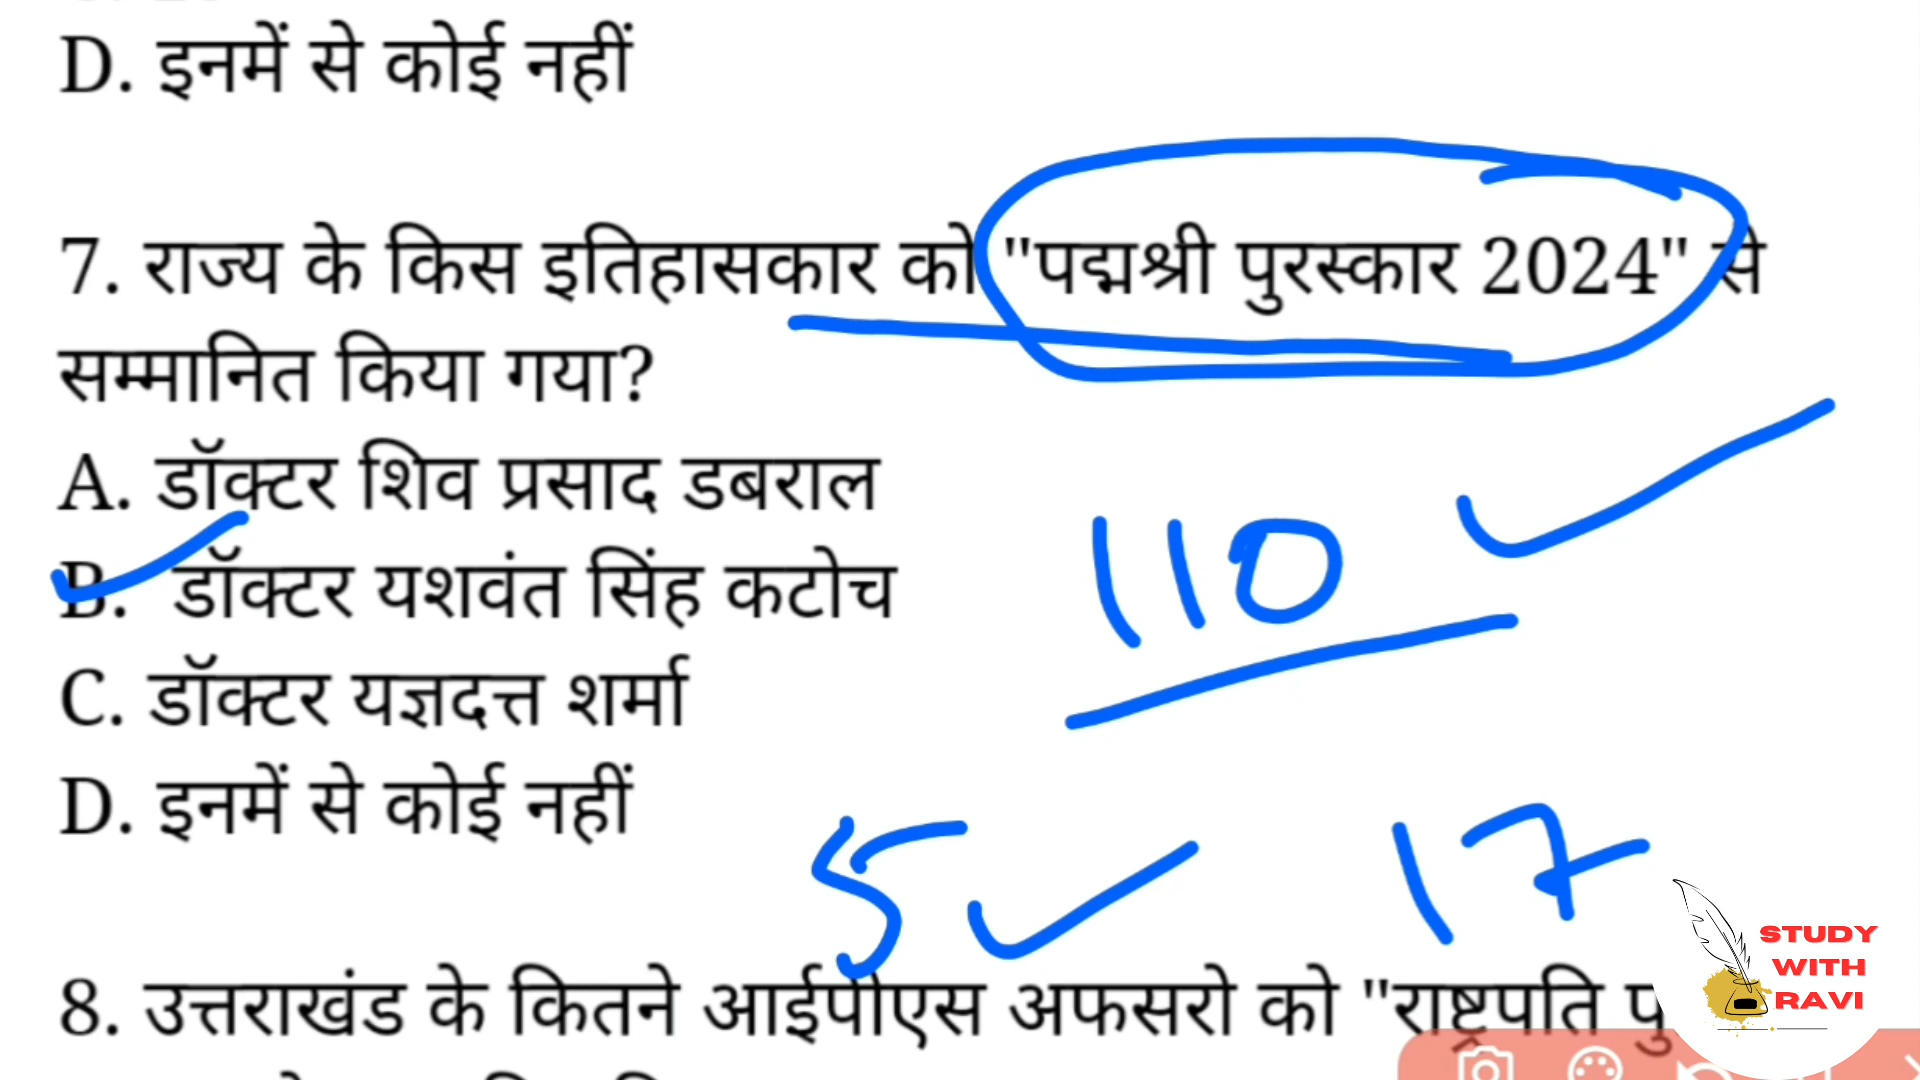 D. इनमें से कोई नहीं
7. राज्य के किस इतिहासकार को "पद्मश्री पुरस्कार 2024" से
सम्मानित किया गया?
A. डॉक्टर शिव प्रसाद डबराल
B. डॉक्टर यशवंत सिंह कटोच
110
C. डॉक्टर यज्ञदत्त शर्मा
D. इनमें से कोई नहीं
5 17
8. उत्तराखंड के कितने आईपीएस अफसरो को "राष्ट्रपति
STUDY
WITH
RAVI